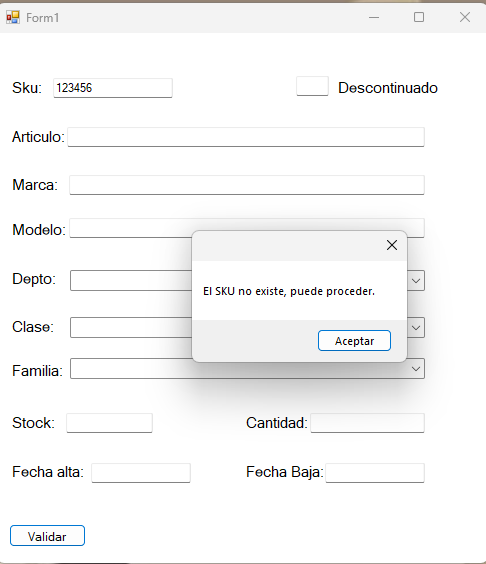 Form1
Sku: 123456 Descontinuado
Articulo:
Marca:
Modelo:
El SKU no existe, puede proceder.
Aceptar
Depto:
Clase:
Familia:
Stock: Cantidad:
Fecha alta: Fecha Baja:
Validar